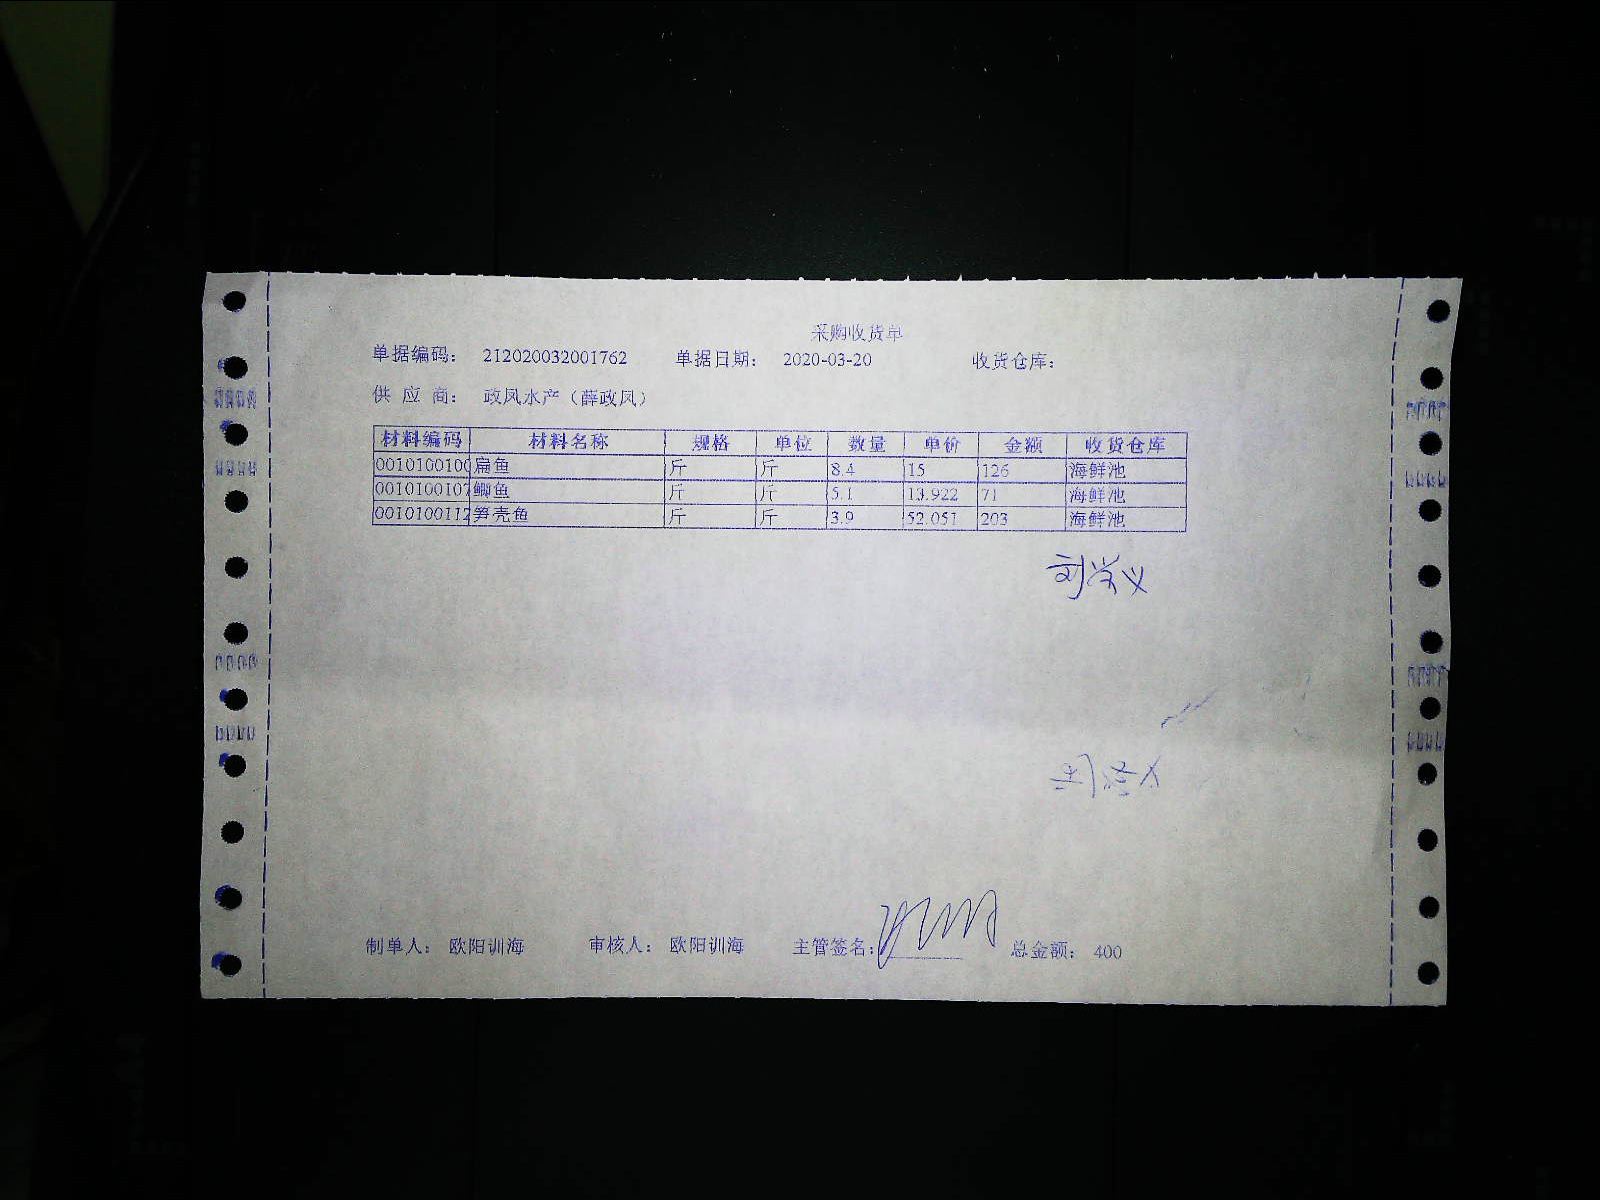 采购收货单
单据编码： 212020032001762 单据日期： 2020-03-20 收货仓库：
供 应 商： 政风水产（薛政凤）
材料编码 材料名称 规格 单位 数量 单价 金额 收货仓库
0010100100 扁鱼 斤 斤 8.4 15 126 海鲜池
0010100107 鲫鱼 斤 斤 5.1 13.922 71 海鲜池
0010100112 笋壳鱼 斤 斤 3.9 52.051 203 海鲜池
刘学义
制单人： 欧阳训海 审核人： 欧阳训海 主管签名： 总金额： 400